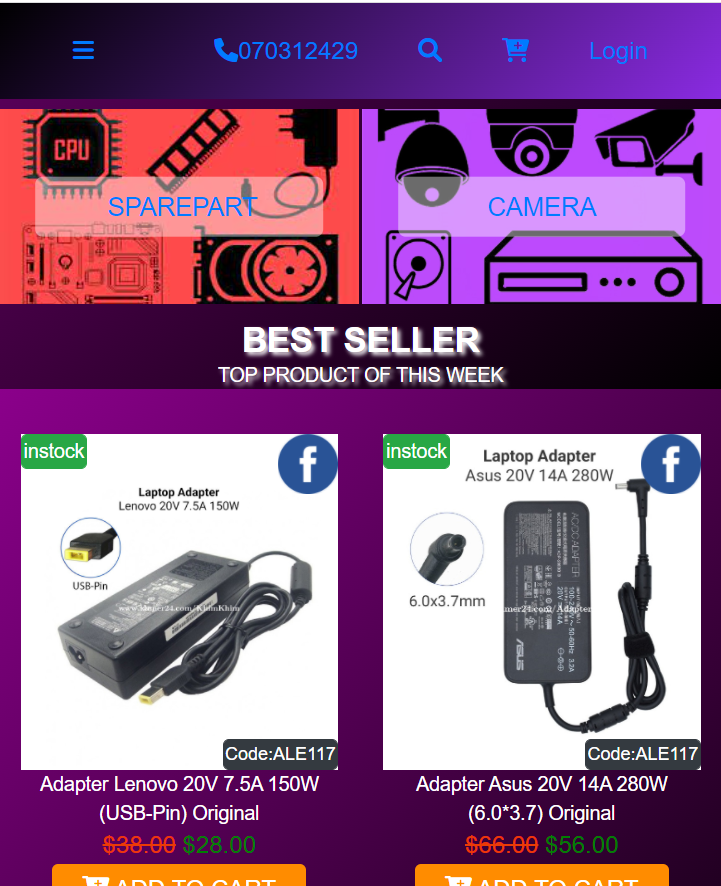 070312429
Login
CPU
SPAREPART
CAMERA
BEST SELLER
TOP PRODUCT OF THIS WEEK
instock
f
Laptop Adapter
Lenovo 20V 7.5A 150W
USB-Pin
Code:ALE117
Adapter Lenovo 20V 7.5A 150W
(USB-Pin) Original
$38.00 $28.00
ADD TO CART
instock
f
Laptop Adapter
Asus 20V 14A 280W
6.0x3.7mm
AC/DC ADAPTER
ASUS
Code:ALE117
Adapter Asus 20V 14A 280W
(6.0*3.7) Original
$66.00 $56.00
ADD TO CART